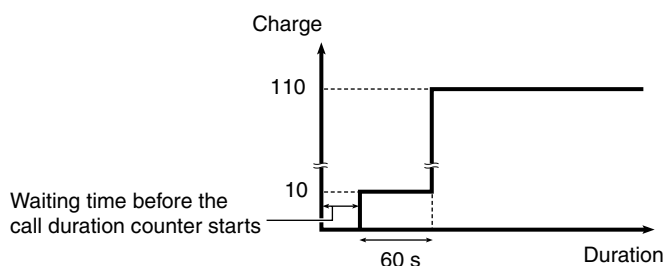 Charge
110
10
Waiting time before the
call duration counter starts
60 s
Duration